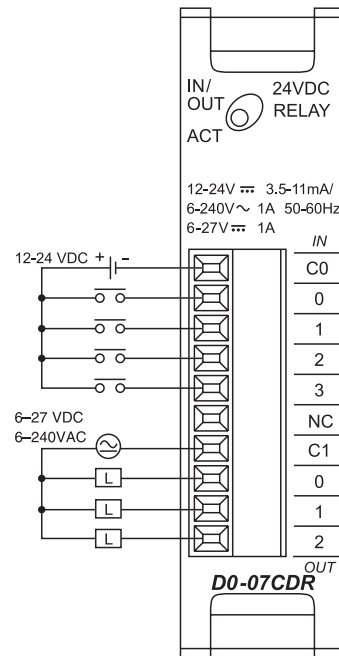 IN/
OUT
ACT
24VDC
RELAY
12-24V ⎓ 3.5-11mA/
6-240V ∿ 1A 50-60Hz
6-27V ⎓ 1A
IN
12-24 VDC + -
C0
0
1
2
3
NC
6–27 VDC
6–240VAC
C1
L 0
L 1
L 2
OUT
D0-07CDR